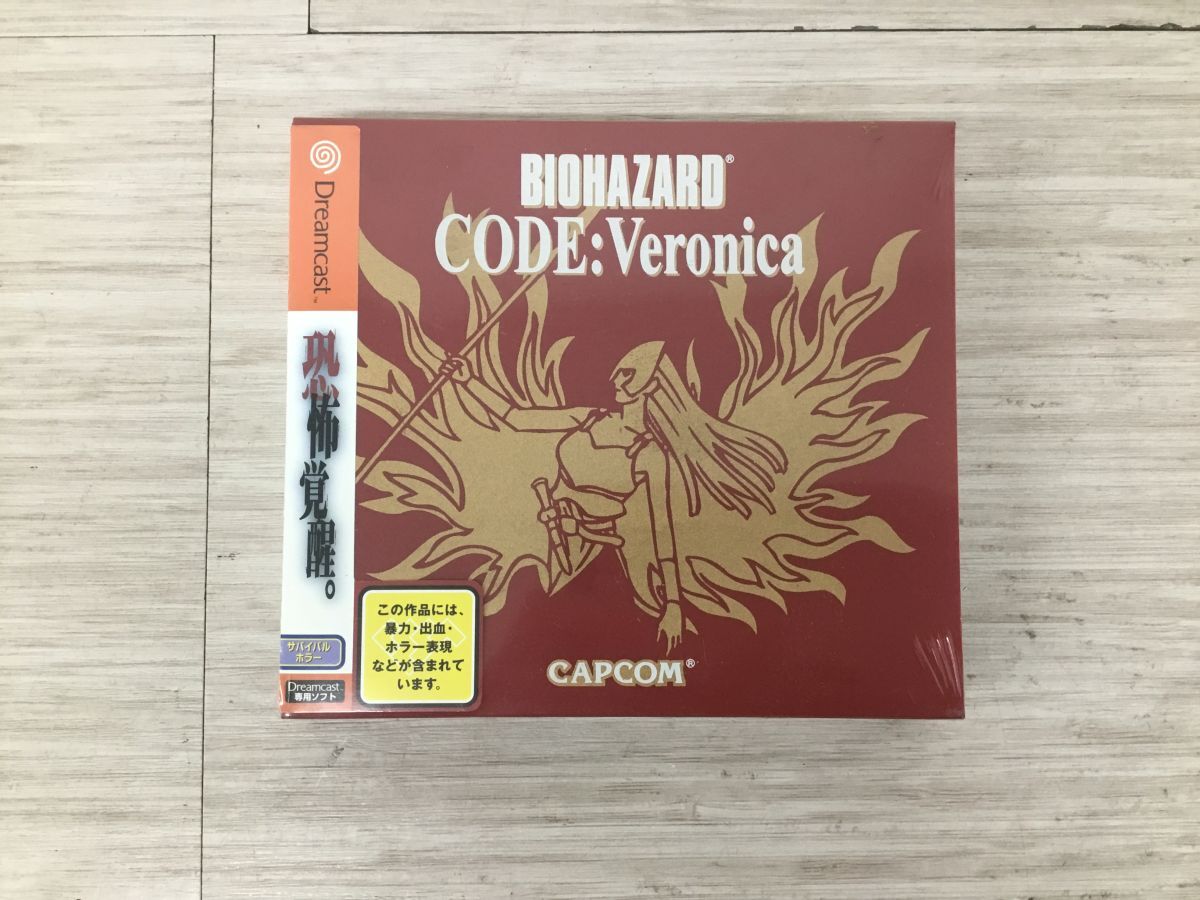 Dreamcast™
恐怖覚醒。
サバイバル
ホラー
Dreamcast™
専用ソフト
BIOHAZARD®
CODE:Veronica
この作品には、
暴力・出血・
ホラー表現
などが含まれて
います。
CAPCOM®